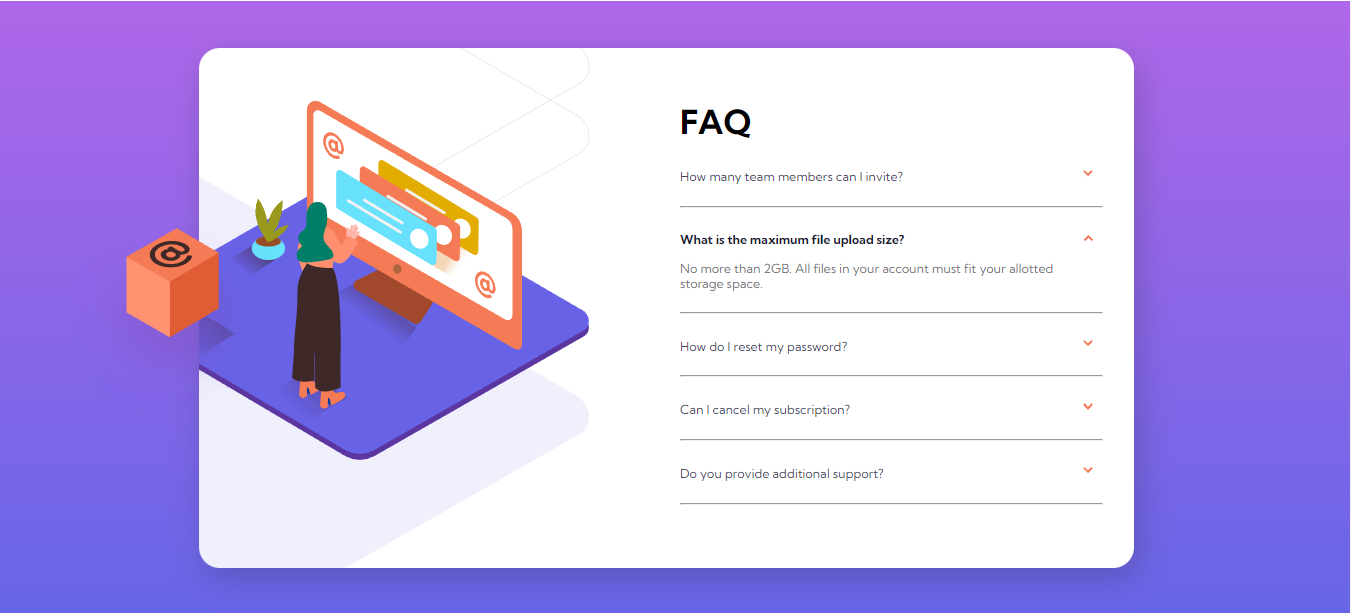 @
@
@
FAQ
How many team members can I invite?
What is the maximum file upload size?
No more than 2GB. All files in your account must fit your allotted
storage space.
How do I reset my password?
Can I cancel my subscription?
Do you provide additional support?